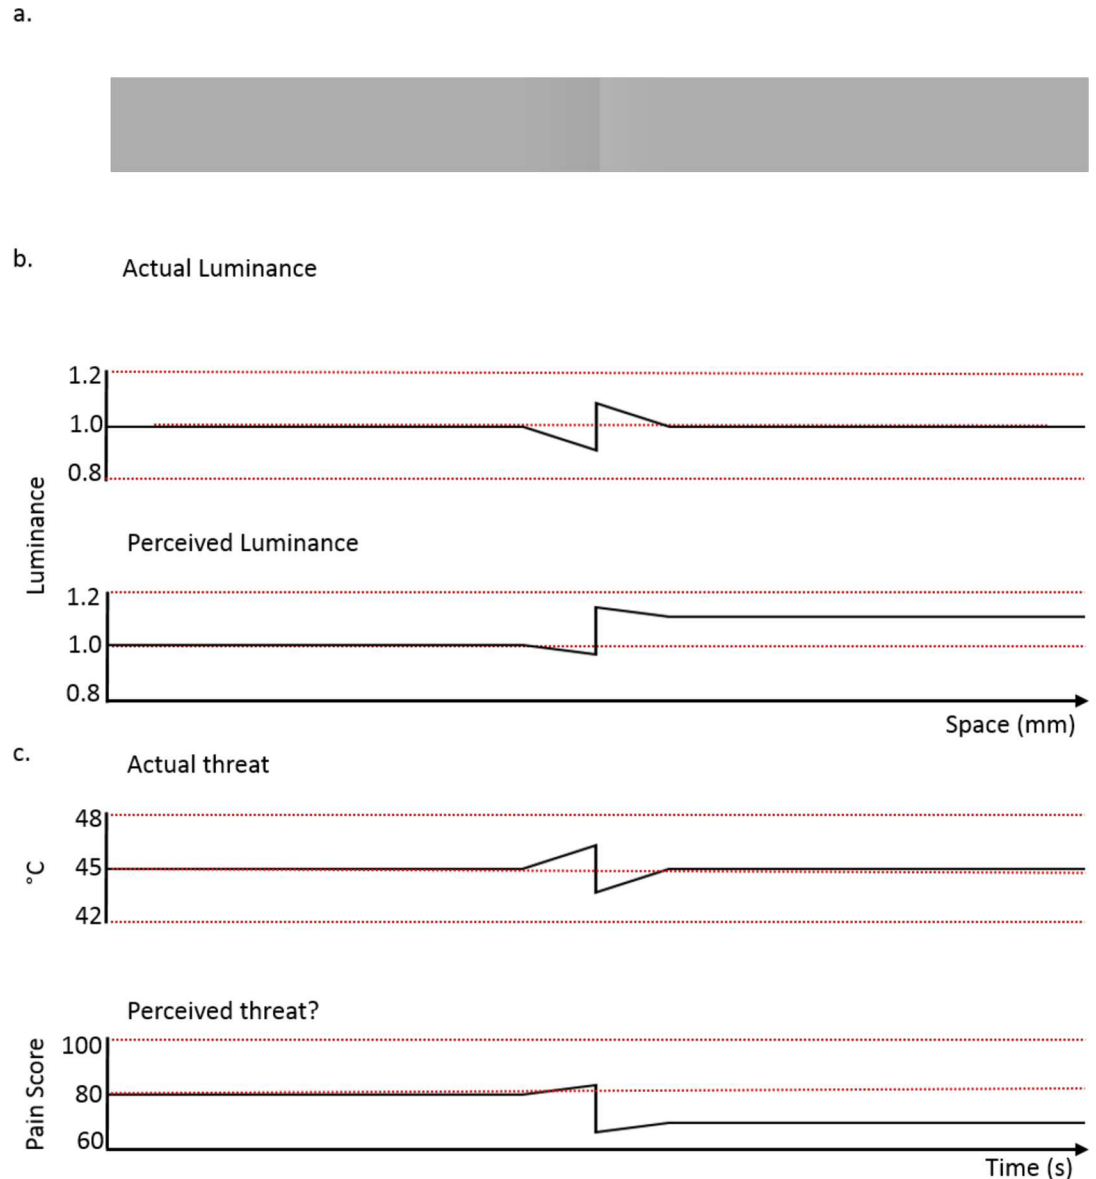 a.
b.
Actual Luminance
1.2
1.0
0.8
Luminance
Perceived Luminance
1.2
1.0
0.8
Space (mm)
c.
Actual threat
48
45
42
°C
Perceived threat?
100
80
60
Pain Score
Time (s)